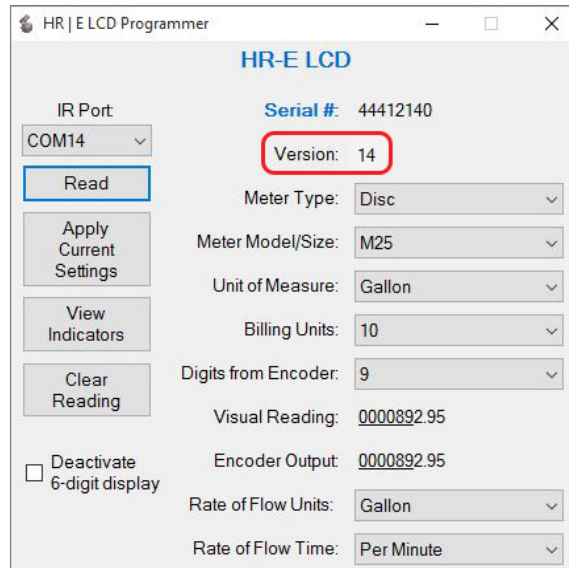 HR | E LCD Programmer
HR-E LCD
IR Port:
COM14
Read
Apply
Current
Settings
View
Indicators
Clear
Reading
Deactivate
6-digit display
Serial #: 44412140
Version: 14
Meter Type: Disc
Meter Model/Size: M25
Unit of Measure: Gallon
Billing Units: 10
Digits from Encoder: 9
Visual Reading: 0000892.95
Encoder Output: 0000892.95
Rate of Flow Units: Gallon
Rate of Flow Time: Per Minute